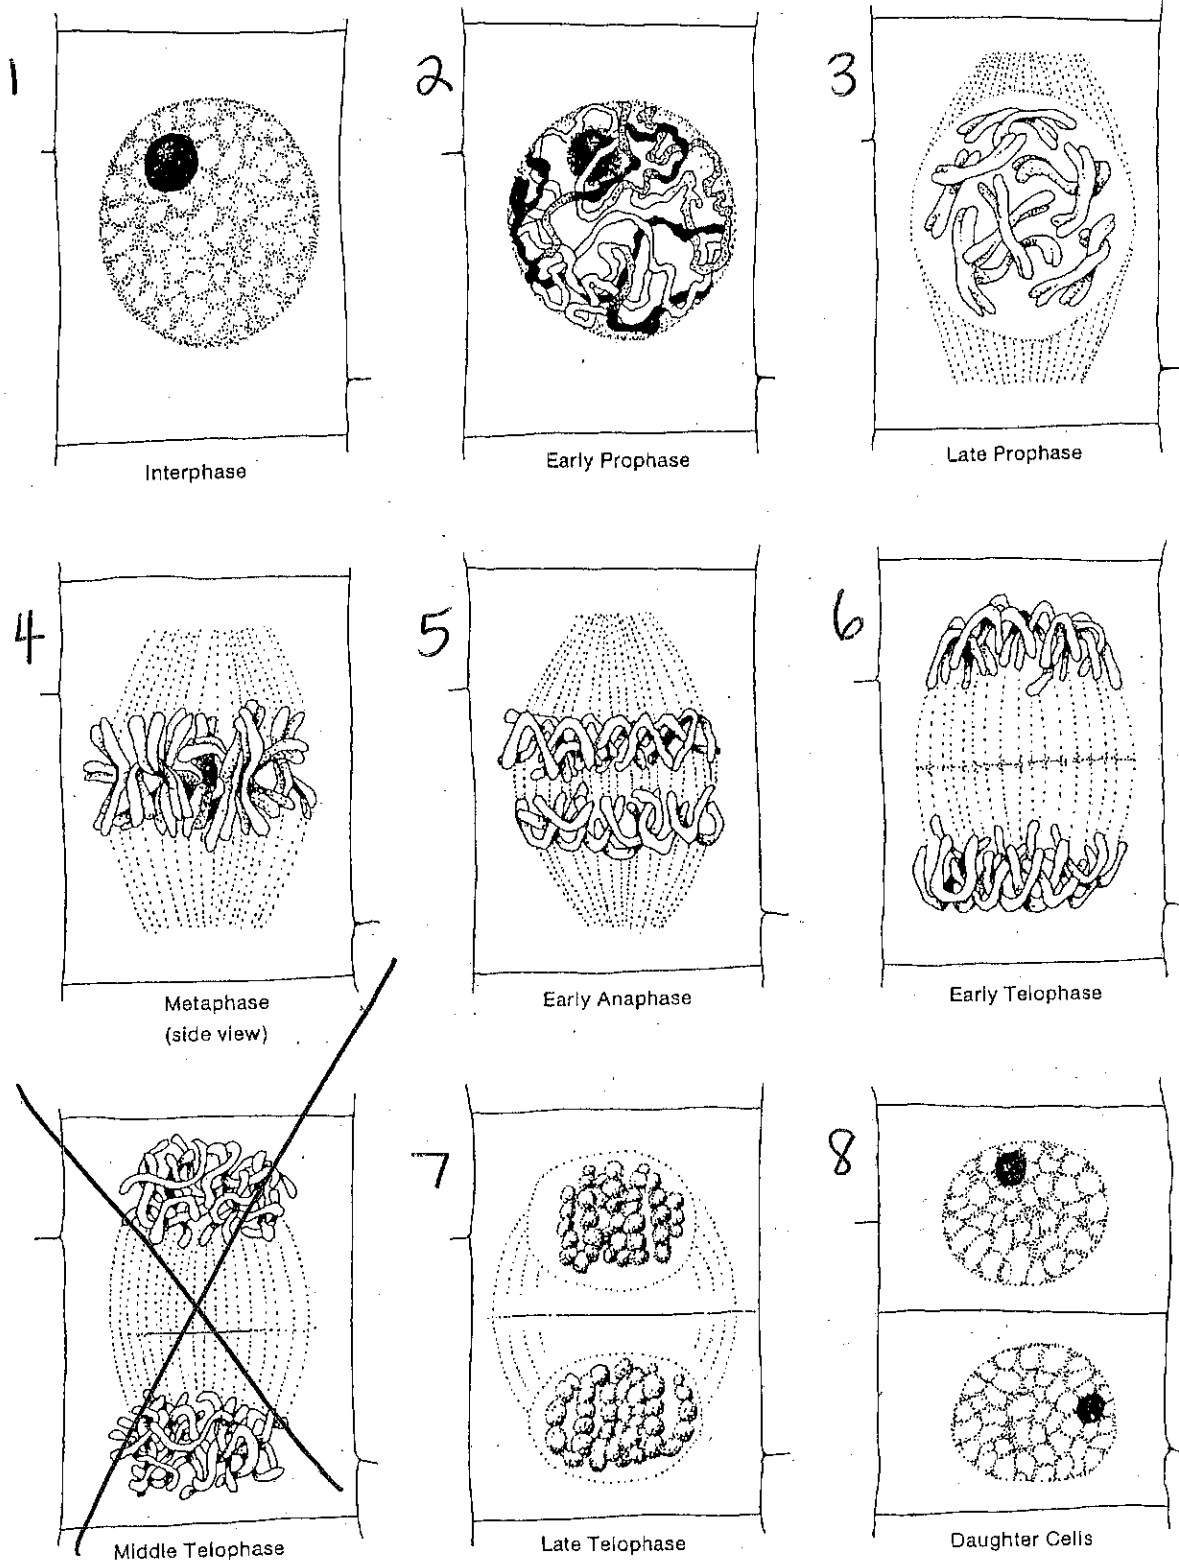 1
2
3
Interphase
Early Prophase
Late Prophase
4
5
6
Metaphase
(side view)
Early Anaphase
Early Telophase
7
8
Middle Telophase
Late Telophase
Daughter Cells